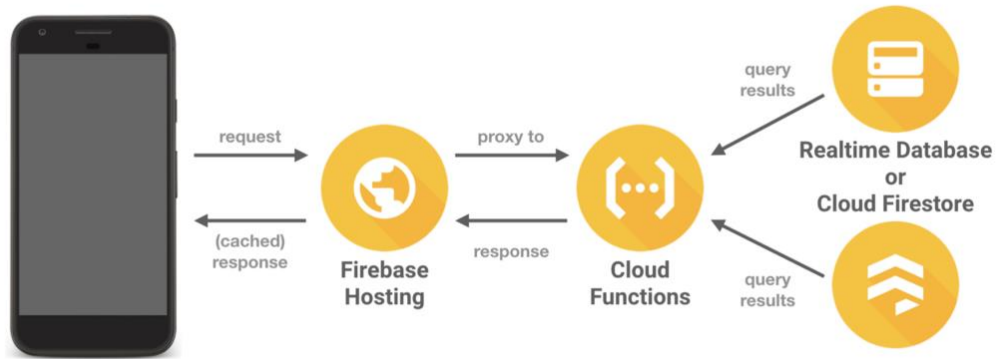 request
(cached)
response
Firebase
Hosting
proxy to
response
Cloud
Functions
query
results
Realtime Database
or
Cloud Firestore
query
results